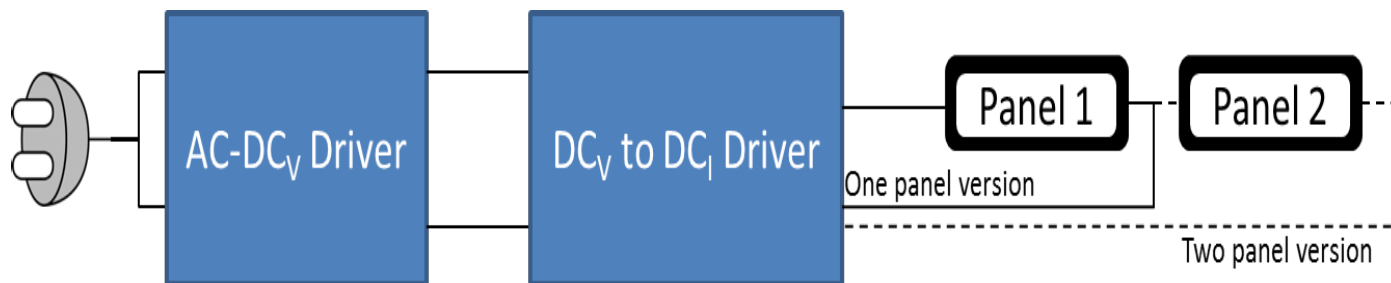 AC-DCV Driver
DCV to DCI Driver
Panel 1
Panel 2
One panel version
Two panel version